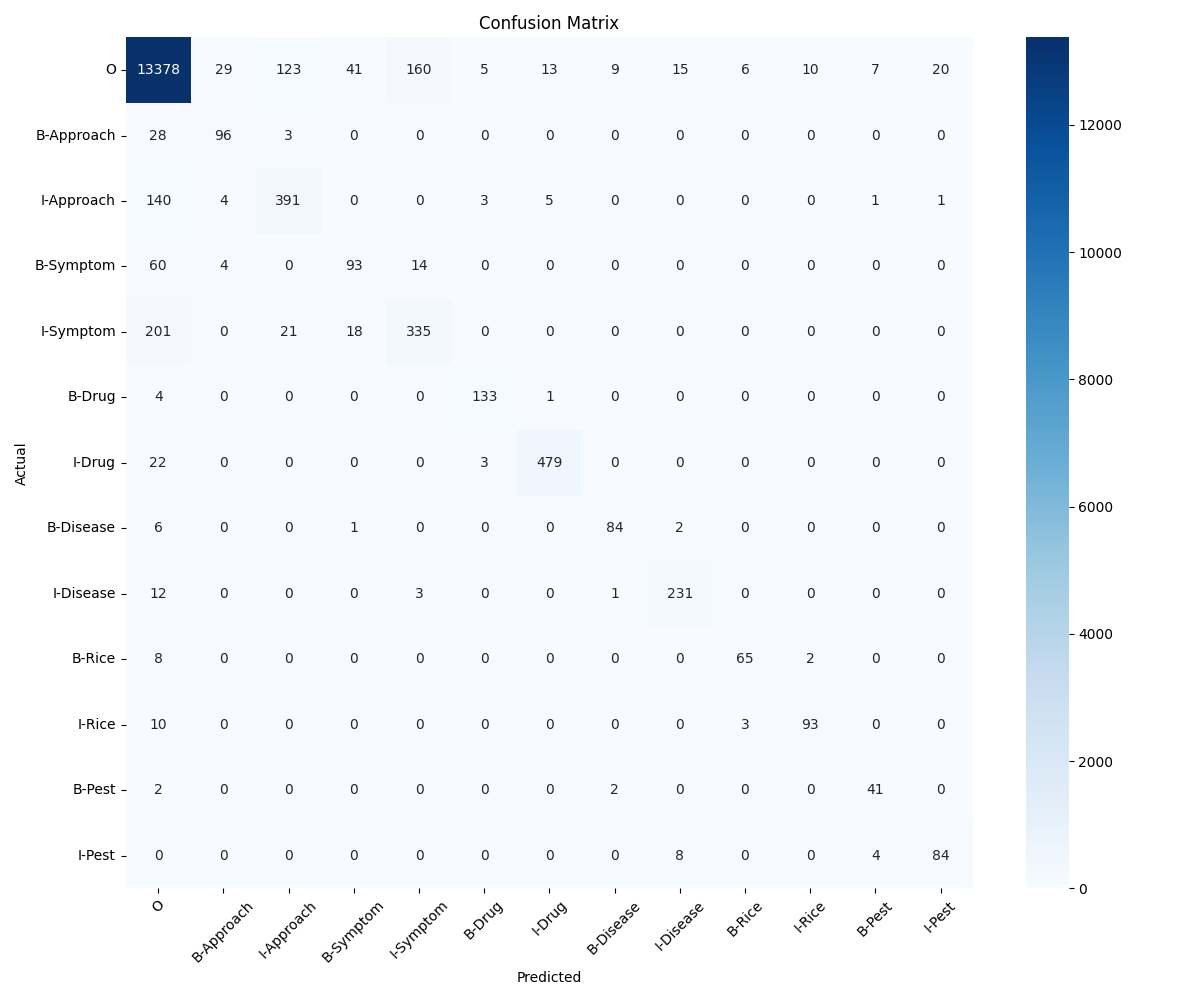 Confusion Matrix
O 13378 29 123 41 160 5 13 9 15 6 10 7 20
B-Approach 28 96 3 0 0 0 0 0 0 0 0 0 0
I-Approach 140 4 391 0 0 3 5 0 0 0 0 1 1
B-Symptom 60 4 0 93 14 0 0 0 0 0 0 0 0
I-Symptom 201 0 21 18 335 0 0 0 0 0 0 0 0
B-Drug 4 0 0 0 0 133 1 0 0 0 0 0 0
I-Drug 22 0 0 0 0 3 479 0 0 0 0 0 0
B-Disease 6 0 0 1 0 0 0 84 2 0 0 0 0
I-Disease 12 0 0 0 3 0 0 1 231 0 0 0 0
B-Rice 8 0 0 0 0 0 0 0 0 65 2 0 0
I-Rice 10 0 0 0 0 0 0 0 0 3 93 0 0
B-Pest 2 0 0 0 0 0 0 2 0 0 0 41 0
I-Pest 0 0 0 0 0 0 0 0 8 0 0 4 84
O B-Approach I-Approach B-Symptom I-Symptom B-Drug I-Drug B-Disease I-Disease B-Rice I-Rice B-Pest I-Pest
Predicted
Actual
12000
10000
8000
6000
4000
2000
0